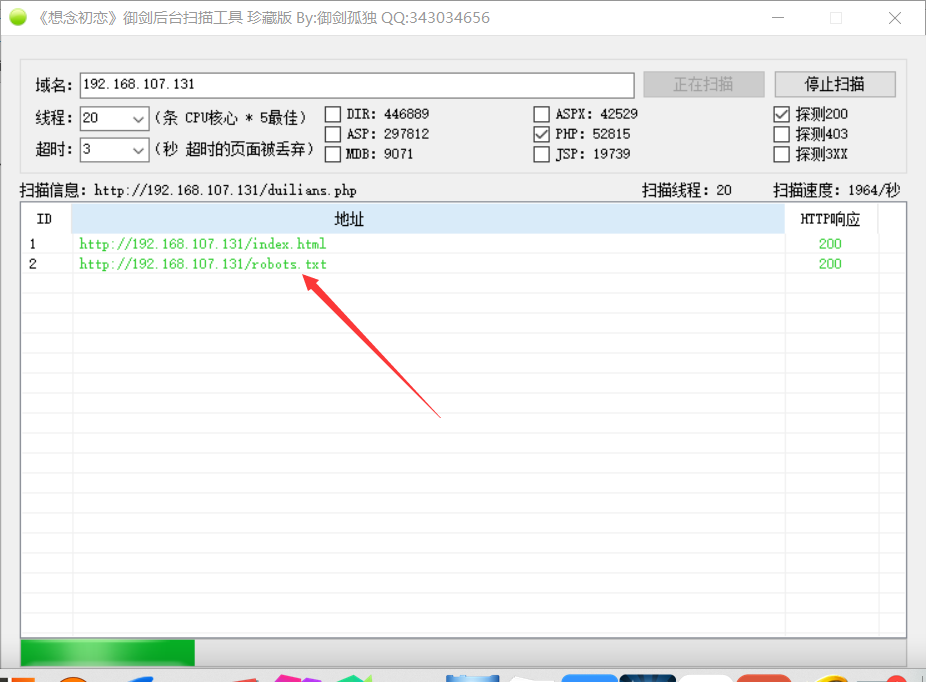 《想念初恋》御剑后台扫描工具 珍藏版 By:御剑孤独 QQ:343034656
域名： 192.168.107.131 正在扫描 停止扫描
线程： 20 (条 CPU核心 * 5最佳) DIR: 446889 ASPX: 42529 探测200
ASP: 297812 PHP: 52815 探测403
超时： 3 (秒 超时的页面被丢弃) MDB: 9071 JSP: 19739 探测3XX
扫描信息: http://192.168.107.131/duilians.php 扫描线程: 20 扫描速度: 1964/秒
ID 地址 HTTP响应
1 http://192.168.107.131/index.html 200
2 http://192.168.107.131/robots.txt 200